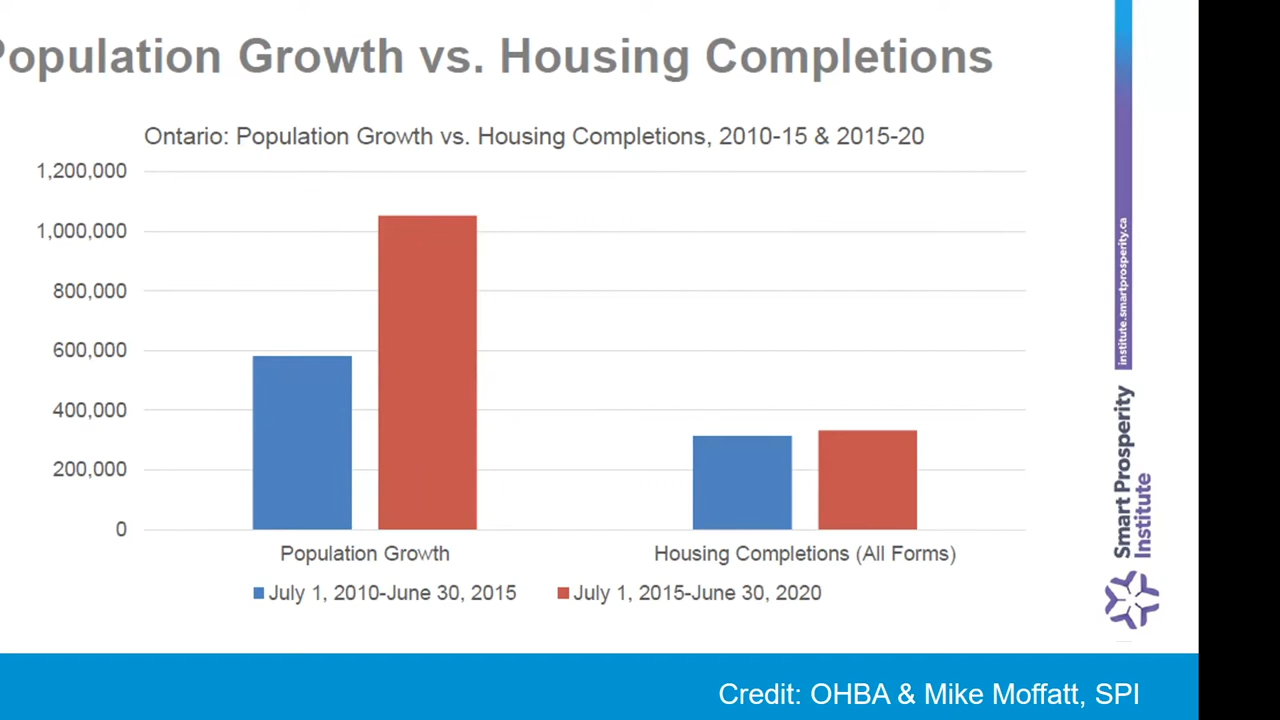 Population Growth vs. Housing Completions
Ontario: Population Growth vs. Housing Completions, 2010-15 & 2015-20
1,200,000
1,000,000
800,000
600,000
400,000
200,000
0
Population Growth
Housing Completions (All Forms)
July 1, 2010-June 30, 2015
July 1, 2015-June 30, 2020
institute.smartprosperity.ca
Smart Prosperity
Institute
Credit: OHBA & Mike Moffatt, SPI